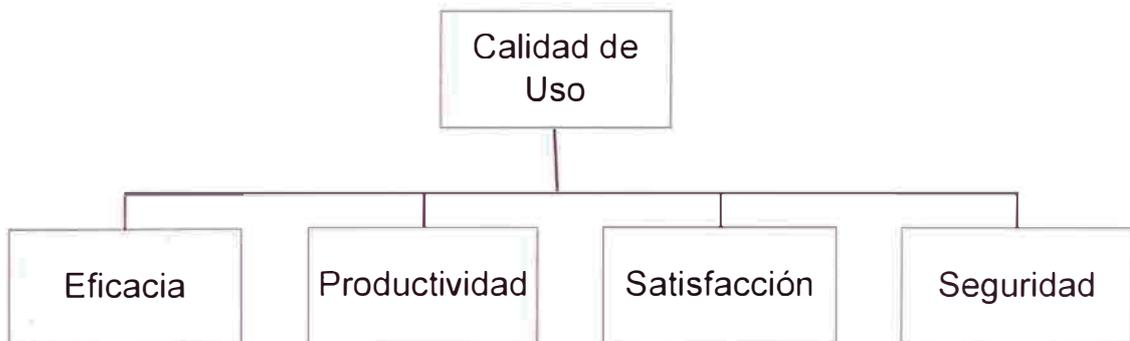 Calidad de
Uso
Eficacia
Productividad
Satisfacción
Seguridad